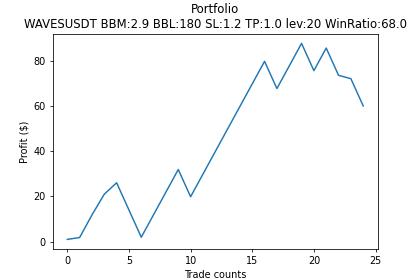 Portfolio
WAVESUSDT BBM:2.9 BBL:180 SL:1.2 TP:1.0 lev:20 WinRatio:68.0
80
60
40
20
0
Profit ($)
0 5 10 15 20 25
Trade counts